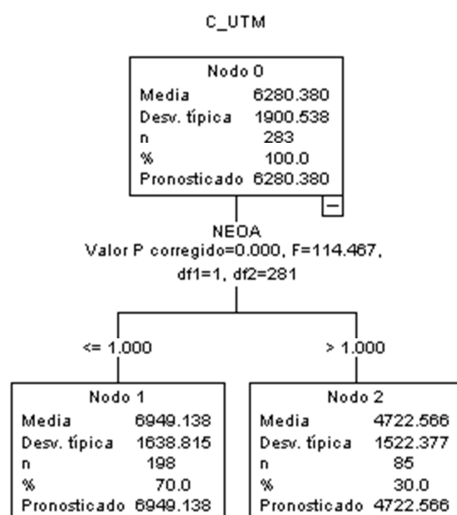 C_UTM
Nodo 0
Media 6280.380
Desv. típica 1900.538
n 283
% 100.0
Pronosticado 6280.380
NEOA
Valor P corregido=0.000, F=114.467,
df1=1, df2=281
<= 1.000
> 1.000
Nodo 1
Media 6949.138
Desv. típica 1638.815
n 198
% 70.0
Pronosticado 6949.138
Nodo 2
Media 4722.566
Desv. típica 1522.377
n 85
% 30.0
Pronosticado 4722.566